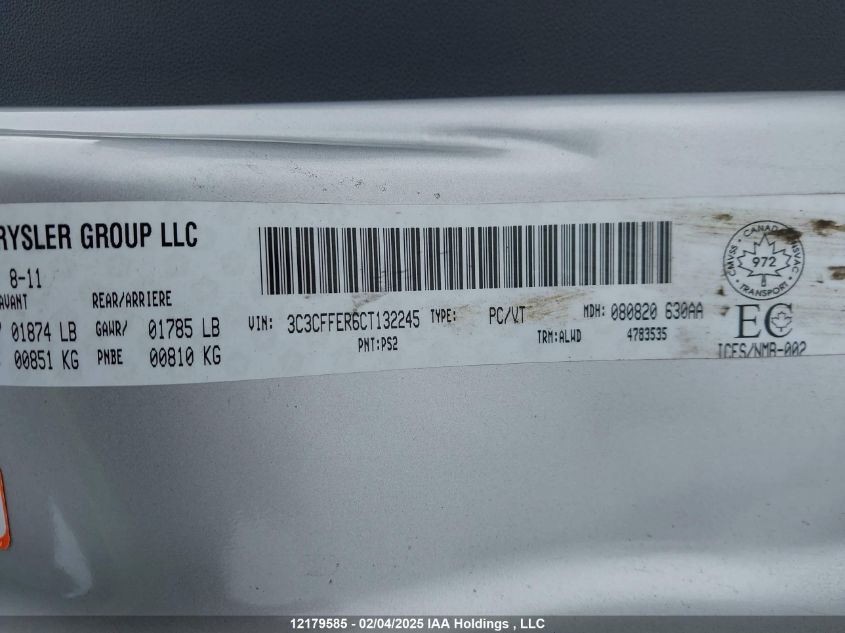 RYSLER GROUP LLC
8-11
AVANT REAR/ARRIERE
01874 LB GAWR/ 01785 LB
00851 KG PNBE 00810 KG
VIN: 3C3CFFER6CT132245 TYPE: PC/VT MDH: 080820 630AA
PNT:PS2 TRM:ALWD 4783535
CANADA
CMVSS NSVAC
972
TRANSPORT
EC
ICES/NMB-002
12179585 - 02/04/2025 IAA Holdings , LLC